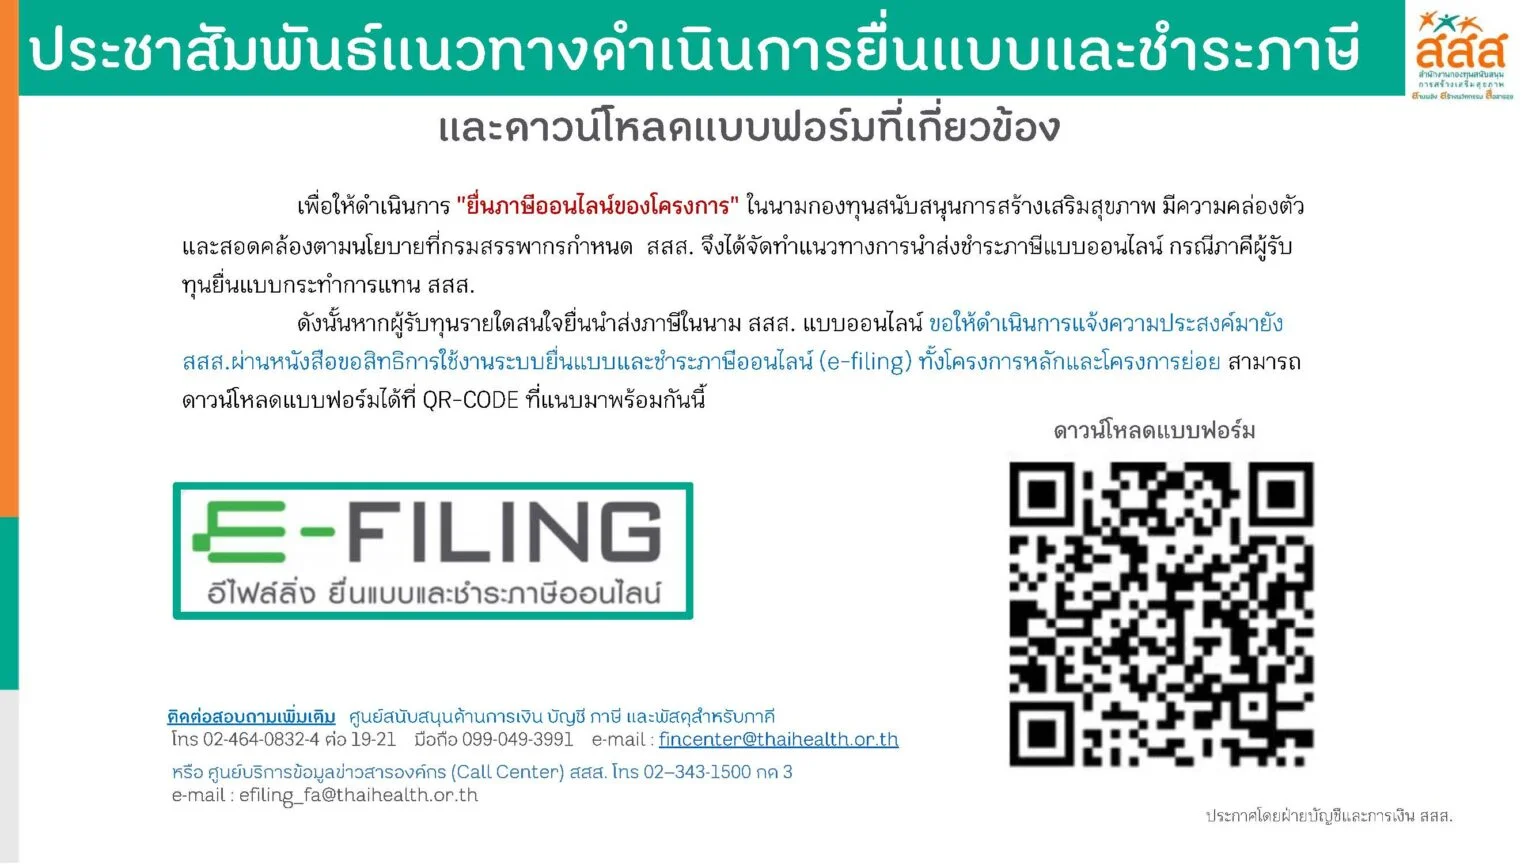 ประชาสัมพันธ์แนวทางดำเนินการยื่นแบบและชำระภาษี
สสส
สำนักงานกองทุนสนับสนุน
การสร้างเสริมสุขภาพ
และดาวน์โหลดแบบฟอร์มที่เกี่ยวข้อง
เพื่อให้ดำเนินการ "ยื่นภาษีออนไลน์ของโครงการ" ในนามกองทุนสนับสนุนการสร้างเสริมสุขภาพ มีความคล่องตัว
และสอดคล้องตามนโยบายที่กรมสรรพากรกำหนด สสส. จึงได้จัดทำแนวทางการนำส่งชำระภาษีแบบออนไลน์ กรณีภาคีผู้รับ
ทุนยื่นแบบกระทำการแทน สสส.
ดังนั้นหากผู้รับทุนรายใดสนใจยื่นนำส่งภาษีในนาม สสส. แบบออนไลน์ ขอให้ดำเนินการแจ้งความประสงค์มายัง
สสส.ผ่านหนังสือขอสิทธิการใช้งานระบบยื่นแบบและชำระภาษีออนไลน์ (e-filing) ทั้งโครงการหลักและโครงการย่อย สามารถ
ดาวน์โหลดแบบฟอร์มได้ที่ QR-CODE ที่แนบมาพร้อมกันนี้
ดาวน์โหลดแบบฟอร์ม
E-FILING
อีไฟล์ลิ่ง ยื่นแบบและชำระภาษีออนไลน์
ติดต่อสอบถามเพิ่มเติม ศูนย์สนับสนุนด้านการเงิน บัญชี ภาษี และพัสดุสำหรับภาคี
โทร 02-464-0832-4 ต่อ 19-21 มือถือ 099-049-3991 e-mail : fincenter@thaihealth.or.th
หรือ ศูนย์บริการข้อมูลข่าวสารองค์กร (Call Center) สสส. โทร 02–343-1500 กด 3
e-mail : efiling_fa@thaihealth.or.th
ประกาศโดยฝ่ายบัญชีและการเงิน สสส.